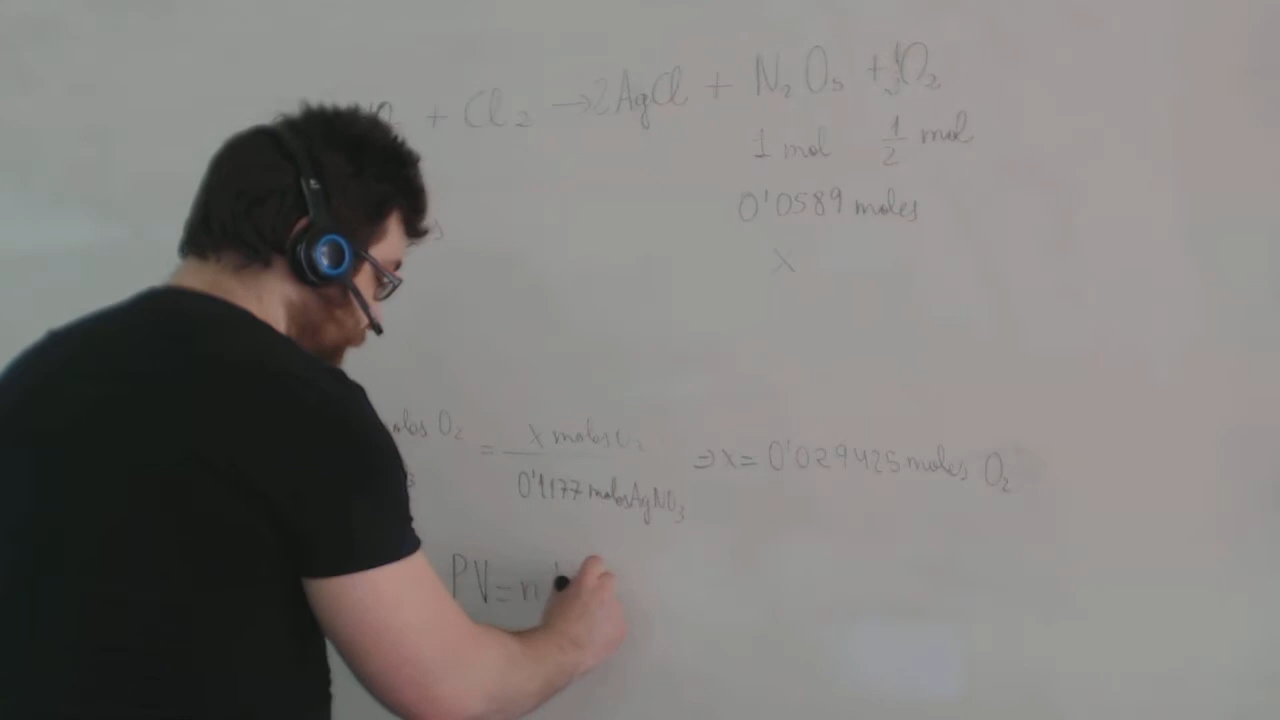 + Cl₂ → 2AgCl + N₂O₅ + ½O₂
1 mol  1/2 mol
0'0589 moles
s
X
moles O₂ = X moles O₂ / 0'1177 moles AgNO₃ ⇒ X = 0'029425 moles O₂
PV = n